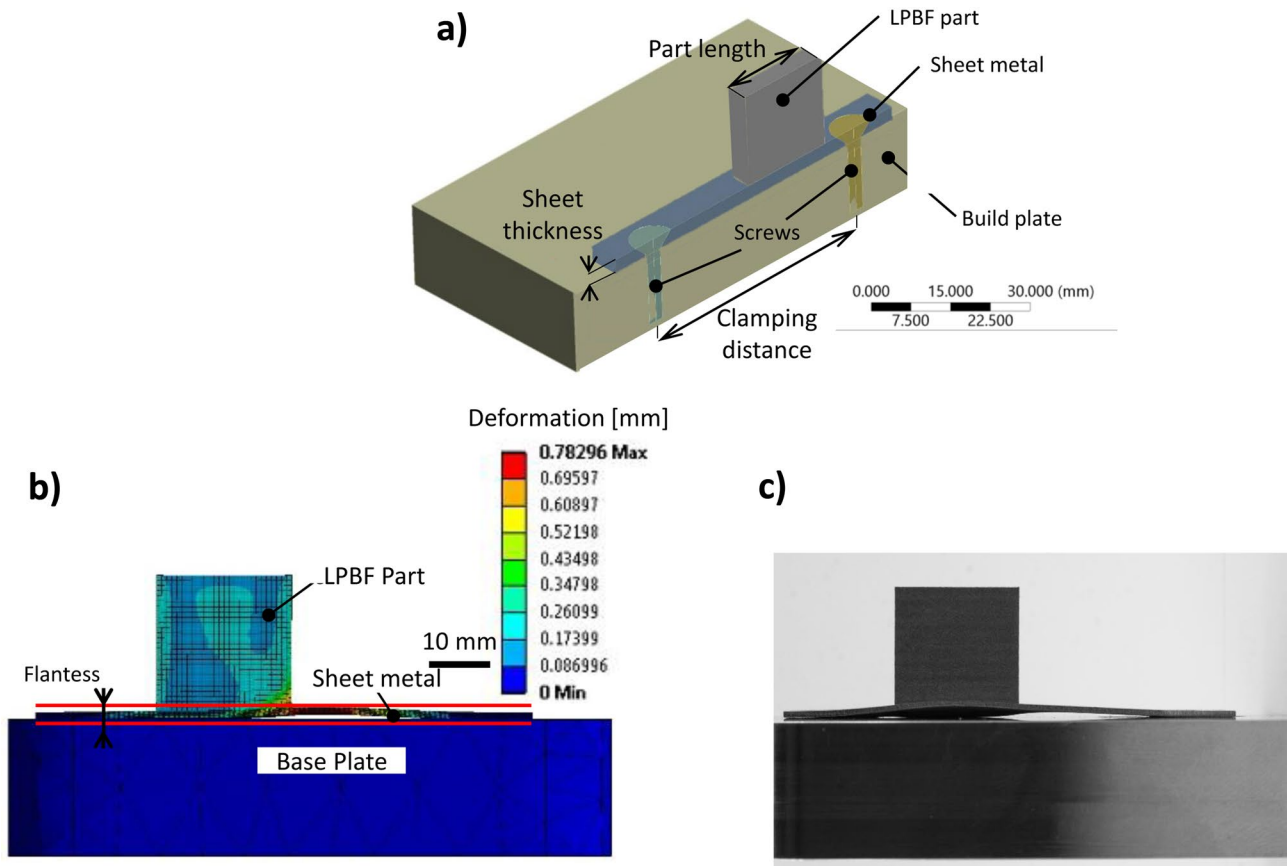 a)
LPBF part
Part length
Sheet metal
Sheet
thickness
Screws
Build plate
Clamping
distance
0.000 15.000 30.000 (mm)
7.500 22.500
Deformation [mm]
b)
0.78296 Max
0.69597
0.60897
0.52198
0.43498
0.34798
0.26099
0.17399
0.086996
0 Min
LPBF Part
10 mm
Flantess
Sheet metal
Base Plate
c)